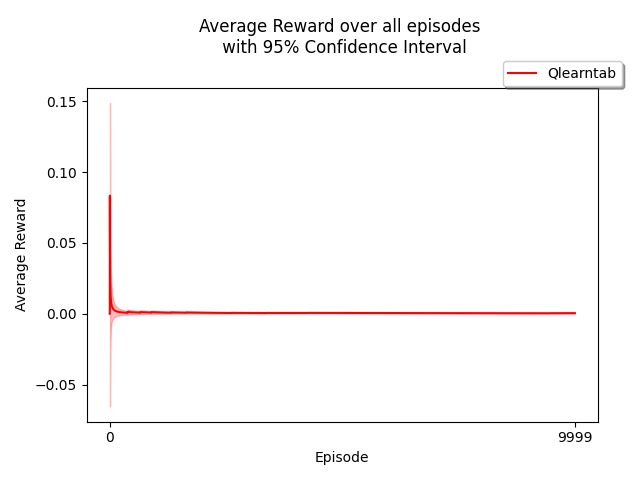 Average Reward over all episodes
with 95% Confidence Interval
Qlearntab
0.15
0.10
0.05
0.00
−0.05
Average Reward
0
9999
Episode